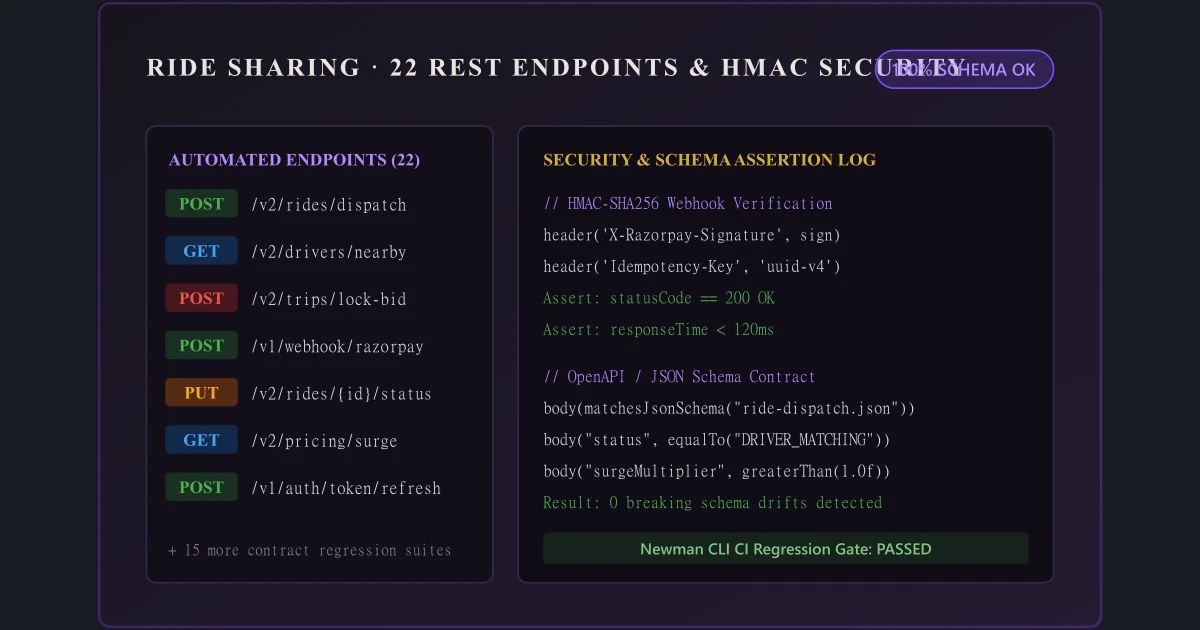 RIDE SHARING · 22 REST ENDPOINTS & HMAC SECURITY
100% SCHEMA OK
AUTOMATED ENDPOINTS (22)
POST /v2/rides/dispatch
GET /v2/drivers/nearby
POST /v2/trips/lock-bid
POST /v1/webhook/razorpay
PUT /v2/rides/{id}/status
GET /v2/pricing/surge
POST /v1/auth/token/refresh
+ 15 more contract regression suites
SECURITY & SCHEMA ASSERTION LOG
// HMAC-SHA256 Webhook Verification
header('X-Razorpay-Signature', sign)
header('Idempotency-Key', 'uuid-v4')
Assert: statusCode == 200 OK
Assert: responseTime < 120ms
// OpenAPI / JSON Schema Contract
body(matchesJsonSchema("ride-dispatch.json"))
body("status", equalTo("DRIVER_MATCHING"))
body("surgeMultiplier", greaterThan(1.0f))
Result: 0 breaking schema drifts detected
Newman CLI CI Regression Gate: PASSED